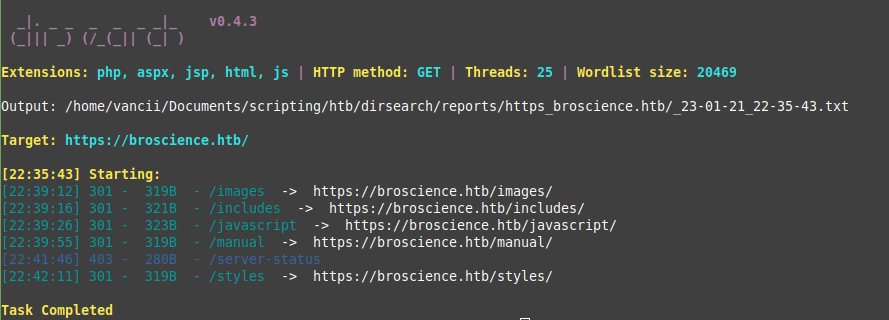 _|. _ _  _  _  _ _|_    v0.4.3
(_||| _) (/_(_|| (_| )
Extensions: php, aspx, jsp, html, js | HTTP method: GET | Threads: 25 | Wordlist size: 20469
Output: /home/vancii/Documents/scripting/htb/dirsearch/reports/https_broscience.htb/_23-01-21_22-35-43.txt
Target: https://broscience.htb/
[22:35:43] Starting:
[22:39:12] 301 -  319B  - /images  ->  https://broscience.htb/images/
[22:39:16] 301 -  321B  - /includes  ->  https://broscience.htb/includes/
[22:39:26] 301 -  323B  - /javascript  ->  https://broscience.htb/javascript/
[22:39:55] 301 -  319B  - /manual  ->  https://broscience.htb/manual/
[22:41:46] 403 -  280B  - /server-status
[22:42:11] 301 -  319B  - /styles  ->  https://broscience.htb/styles/
Task Completed